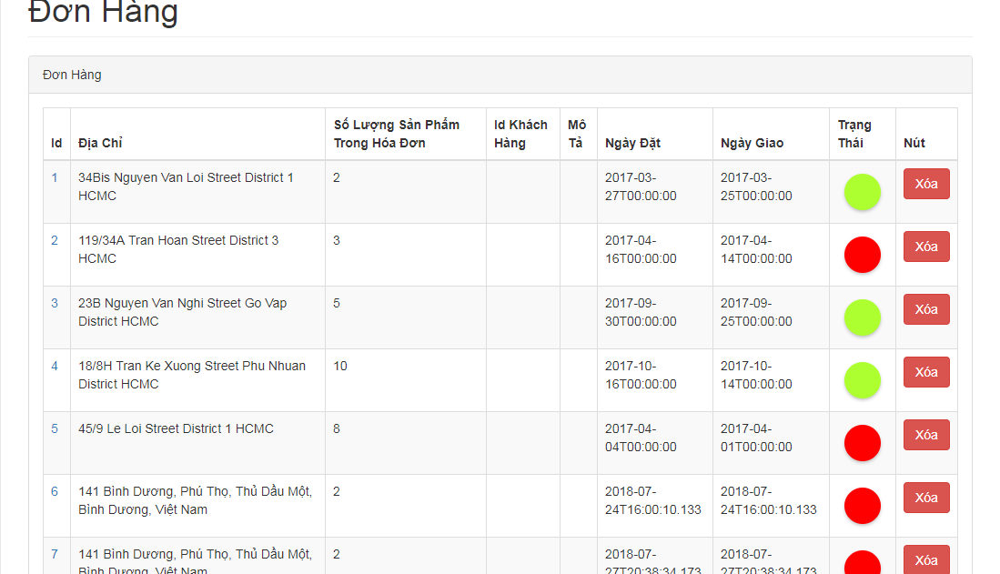 Đơn Hàng
Đơn Hàng
Id
Địa Chỉ
Số Lượng Sản Phẩm
Trong Hóa Đơn
Id Khách
Hàng
Mô
Tả
Ngày Đặt
Ngày Giao
Trạng
Thái
Nút
1
34Bis Nguyen Van Loi Street District 1
HCMC
2
2017-03-
27T00:00:00
2017-03-
25T00:00:00
Xóa
2
119/34A Tran Hoan Street District 3
HCMC
3
2017-04-
16T00:00:00
2017-04-
14T00:00:00
Xóa
3
23B Nguyen Van Nghi Street Go Vap
District HCMC
5
2017-09-
30T00:00:00
2017-09-
25T00:00:00
Xóa
4
18/8H Tran Ke Xuong Street Phu Nhuan
District HCMC
10
2017-10-
16T00:00:00
2017-10-
14T00:00:00
Xóa
5
45/9 Le Loi Street District 1 HCMC
8
2017-04-
04T00:00:00
2017-04-
01T00:00:00
Xóa
6
141 Bình Dương, Phú Thọ, Thủ Dầu Một,
Bình Dương, Việt Nam
2
2018-07-
24T16:00:10.133
2018-07-
24T16:00:10.133
Xóa
7
141 Bình Dương, Phú Thọ, Thủ Dầu Một,
Bình Dương, Việt Nam
2
2018-07-
27T20:38:34.173
2018-07-
27T20:38:34.173
Xóa